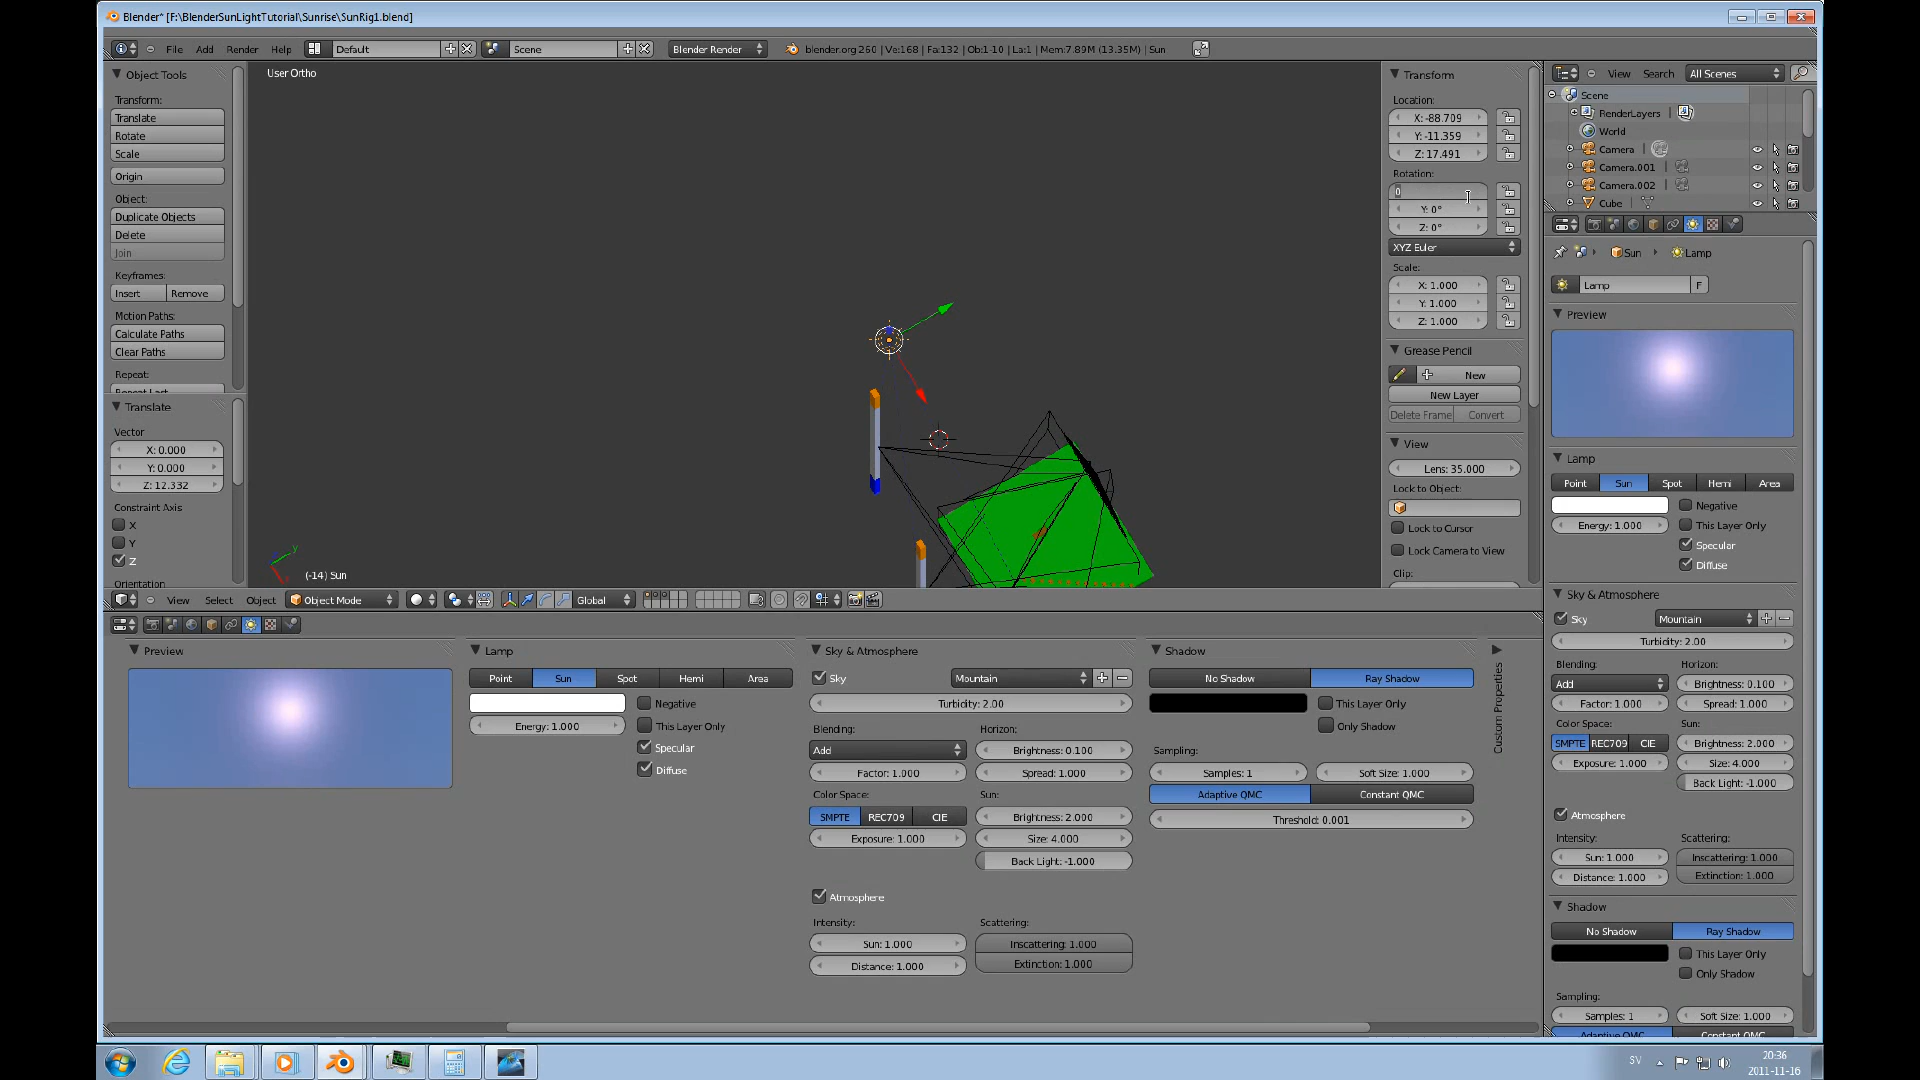 Blender* [F:\BlenderSunLightTutorial\Sunrise\SunRig1.blend]
File Add Render Help Default Scene Blender Render blender.org 260 | Ve:168 | Fa:132 | Ob:1-10 | La:1 | Mem:7.89M (13.35M) | Sun
Object Tools
Transform:
Translate
Rotate
Scale
Origin
Object:
Duplicate Objects
Delete
Join
Keyframes:
Insert Remove
Motion Paths:
Calculate Paths
Clear Paths
Repeat:
Repeat Last
Translate
Vector
X: 0.000
Y: 0.000
Z: 12.332
Constraint Axis
X
Y
Z
Orientation
User Ortho
y
(-14) Sun
Transform
Location:
X: -88.709
Y: -11.359
Z: 17.491
Rotation:
0
Y: 0°
Z: 0°
XYZ Euler
Scale:
X: 1.000
Y: 1.000
Z: 1.000
Grease Pencil
New
New Layer
Delete Frame Convert
View
Lens: 35.000
Lock to Object:
Lock to Cursor
Lock Camera to View
Clip:
View Search All Scenes
Scene
RenderLayers
World
Camera
Camera.001
Camera.002
Cube
Sun Lamp
Lamp F
Preview
Lamp
Point Sun Spot Hemi Area
Negative
Energy: 1.000 This Layer Only
Specular
Diffuse
Sky & Atmosphere
Sky Mountain
Turbidity: 2.00
Blending: Horizon:
Add Brightness: 0.100
Factor: 1.000 Spread: 1.000
Color Space: Sun:
SMPTE REC709 CIE Brightness: 2.000
Exposure: 1.000 Size: 4.000
Back Light: -1.000
Atmosphere
Intensity: Scattering:
Sun: 1.000 Inscattering: 1.000
Distance: 1.000 Extinction: 1.000
Shadow
No Shadow Ray Shadow
This Layer Only
Only Shadow
Sampling:
Samples: 1 Soft Size: 1.000
Adaptive QMC Constant QMC
View Select Object Object Mode Global
Preview
Lamp
Point Sun Spot Hemi Area
Negative
Energy: 1.000 This Layer Only
Specular
Diffuse
Sky & Atmosphere
Sky Mountain
Turbidity: 2.00
Blending: Horizon:
Add Brightness: 0.100
Factor: 1.000 Spread: 1.000
Color Space: Sun:
SMPTE REC709 CIE Brightness: 2.000
Exposure: 1.000 Size: 4.000
Back Light: -1.000
Atmosphere
Intensity: Scattering:
Sun: 1.000 Inscattering: 1.000
Distance: 1.000 Extinction: 1.000
Shadow
No Shadow Ray Shadow
This Layer Only
Only Shadow
Sampling:
Samples: 1 Soft Size: 1.000
Adaptive QMC Constant QMC
Threshold: 0.001
Custom Properties
SV
20:36
2011-11-16